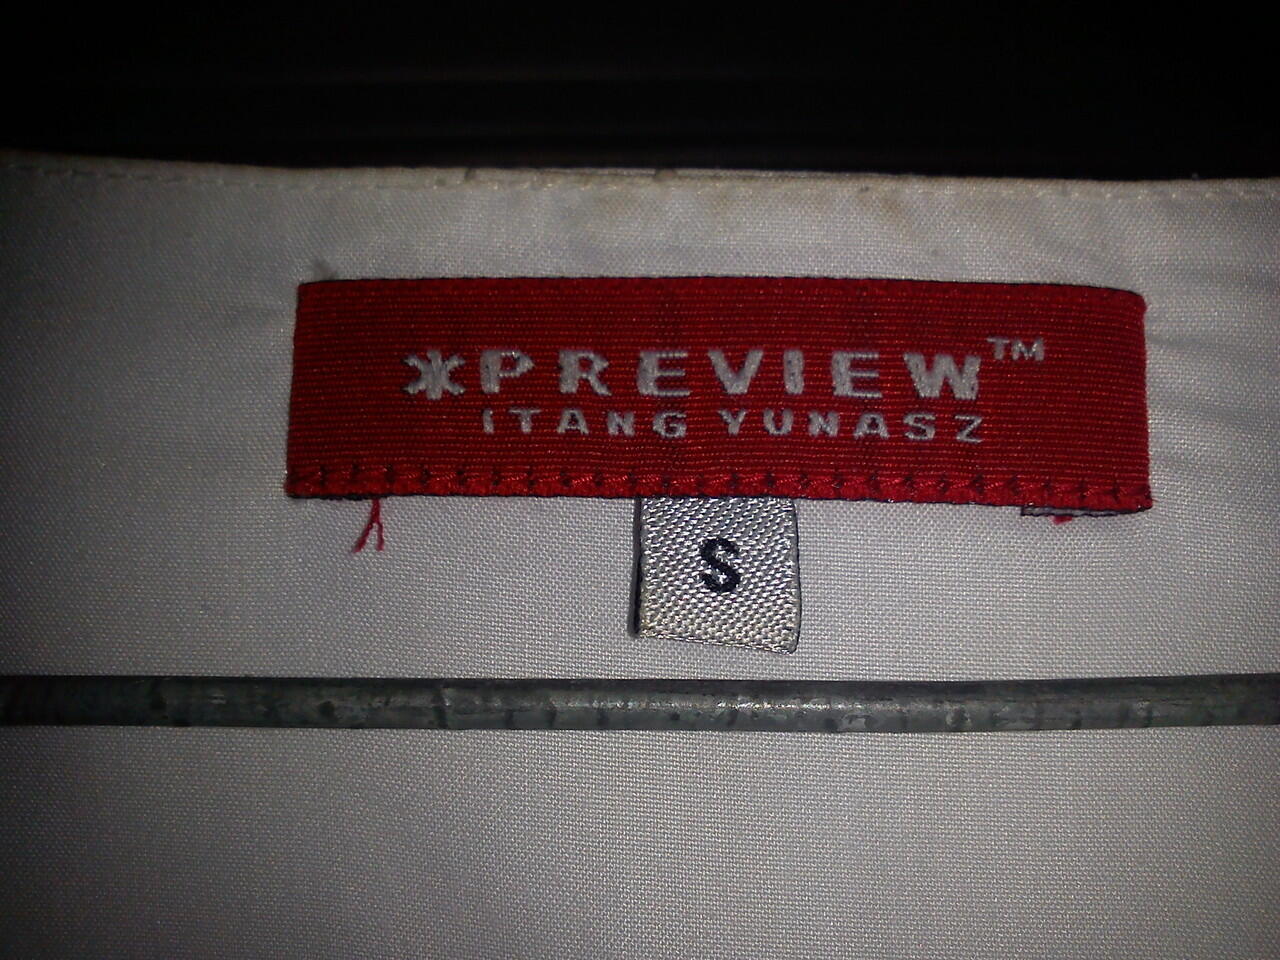 *PREVIEW™
ITANG YUNASZ
S